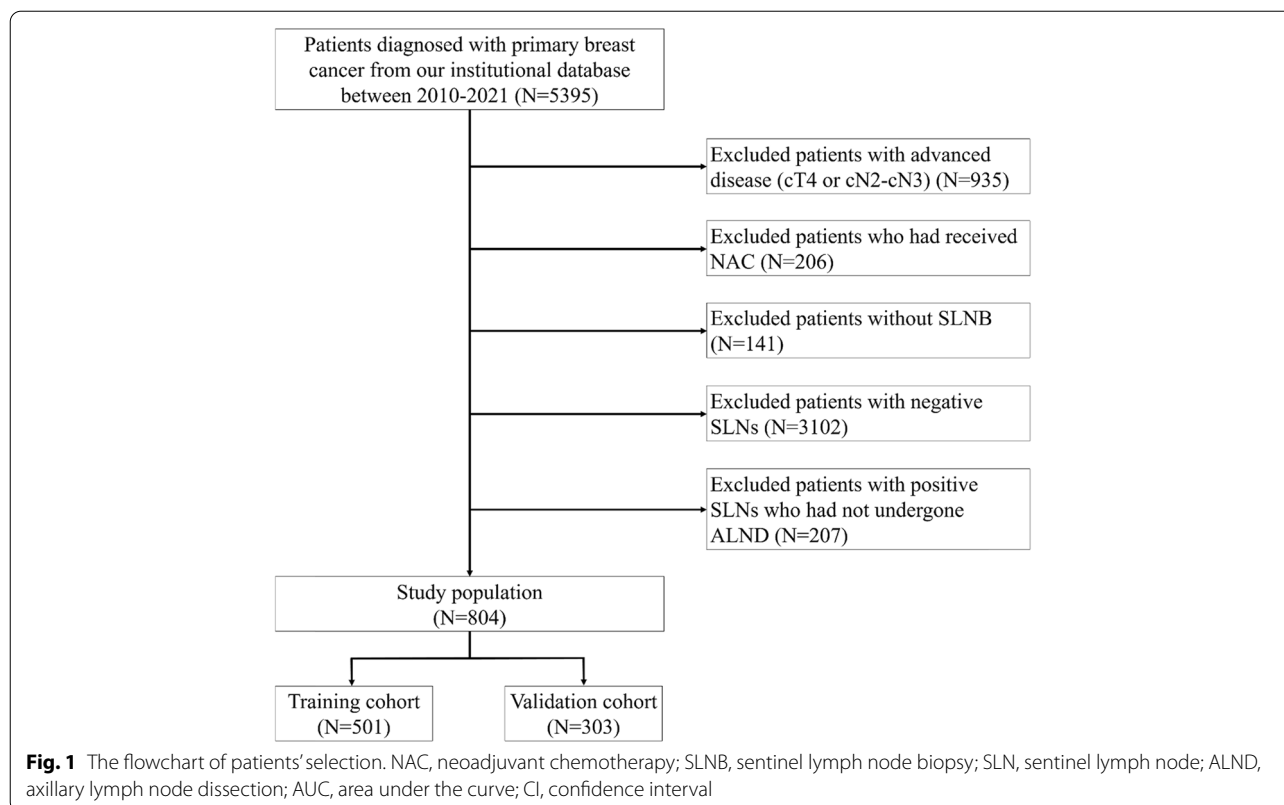 Patients diagnosed with primary breast
cancer from our institutional database
between 2010-2021 (N=5395)
Excluded patients with advanced
disease (cT4 or cN2-cN3) (N=935)
Excluded patients who had received
NAC (N=206)
Excluded patients without SLNB
(N=141)
Excluded patients with negative
SLNs (N=3102)
Excluded patients with positive
SLNs who had not undergone
ALND (N=207)
Study population
(N=804)
Training cohort
(N=501)
Validation cohort
(N=303)
Fig. 1 The flowchart of patients' selection. NAC, neoadjuvant chemotherapy; SLNB, sentinel lymph node biopsy; SLN, sentinel lymph node; ALND,
axillary lymph node dissection; AUC, area under the curve; CI, confidence interval